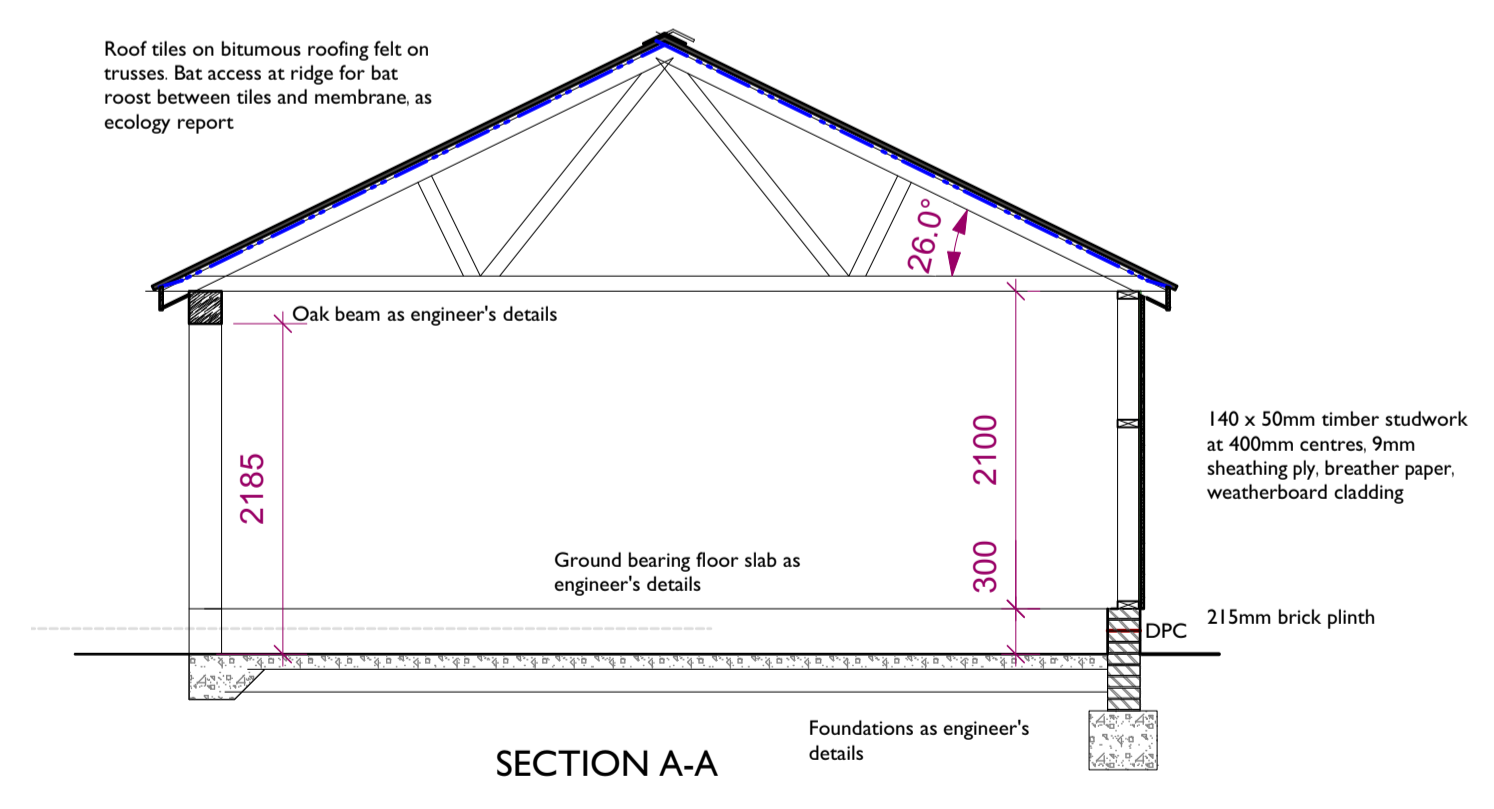 Roof tiles on bitumous roofing felt on
trusses. Bat access at ridge for bat
roost between tiles and membrane, as
ecology report
26.0°
Oak beam as engineer's details
2185
2100
140 x 50mm timber studwork
at 400mm centres, 9mm
sheathing ply, breather paper,
weatherboard cladding
Ground bearing floor slab as
engineer's details
300
215mm brick plinth
DPC
Foundations as engineer's
details
SECTION A-A